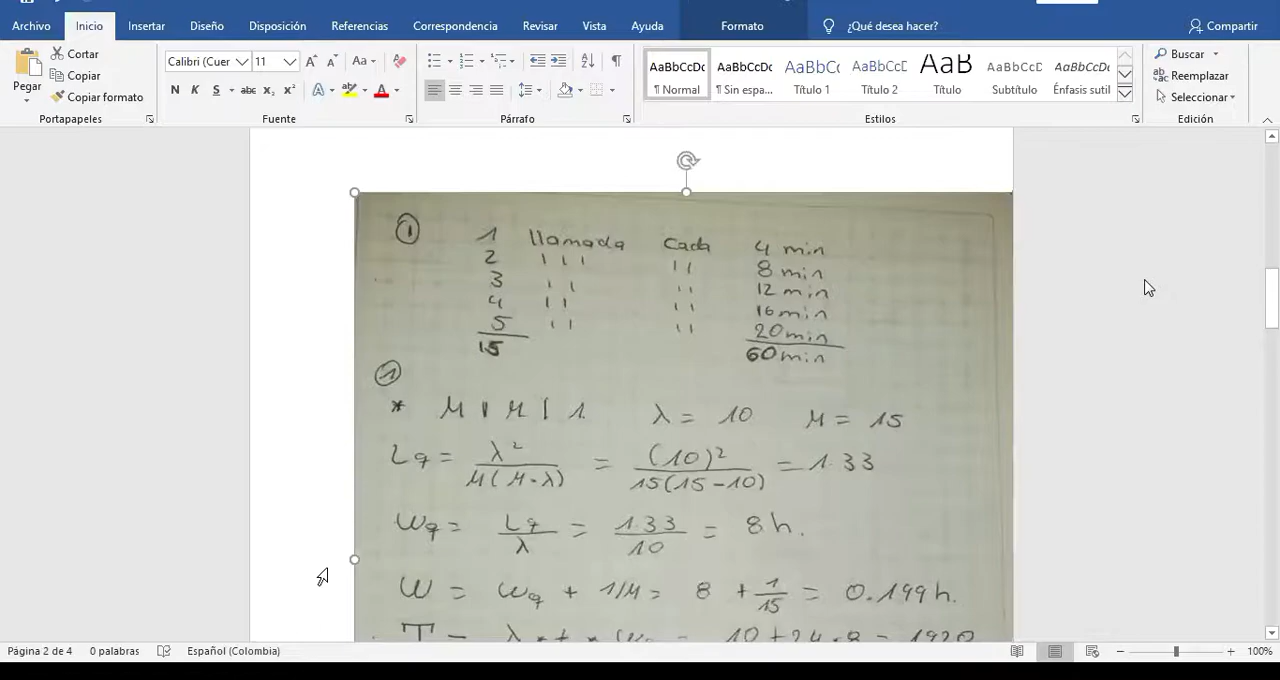 Archivo Inicio Insertar Diseño Disposición Referencias Correspondencia Revisar Vista Ayuda Formato ¿Qué desea hacer? Compartir
Pegar
Cortar
Copiar
Copiar formato
Calibri (Cuer 11
N K S abc x₂ x²
Portapapeles Fuente Párrafo Estilos Edición
AaBbCcDc AaBbCcDc AaBbCc AaBbCcD AaB AaBbCcD AaBbCcDc
¶ Normal ¶ Sin espa... Título 1 Título 2 Título Subtítulo Énfasis sutil
Buscar
Reemplazar
Seleccionar
① 1 llamada Cada 4 min
2 ı ı ı ı ı 8 min
3 ı ı ı ı 12 min
4 ı ı ı ı 16 min
5 ı ı ı ı 20 min
15 60 min
①
* M | M | 1. λ = 10 μ = 15
Lq = λ² / μ(μ-λ) = (10)² / 15(15-10) = 1.33
Wq = Lq / λ = 1.33 / 10 = 8 h.
W = Wq + 1/μ = 8 + 1/15 = 0.199 h.
Página 2 de 4 0 palabras Español (Colombia) 100%